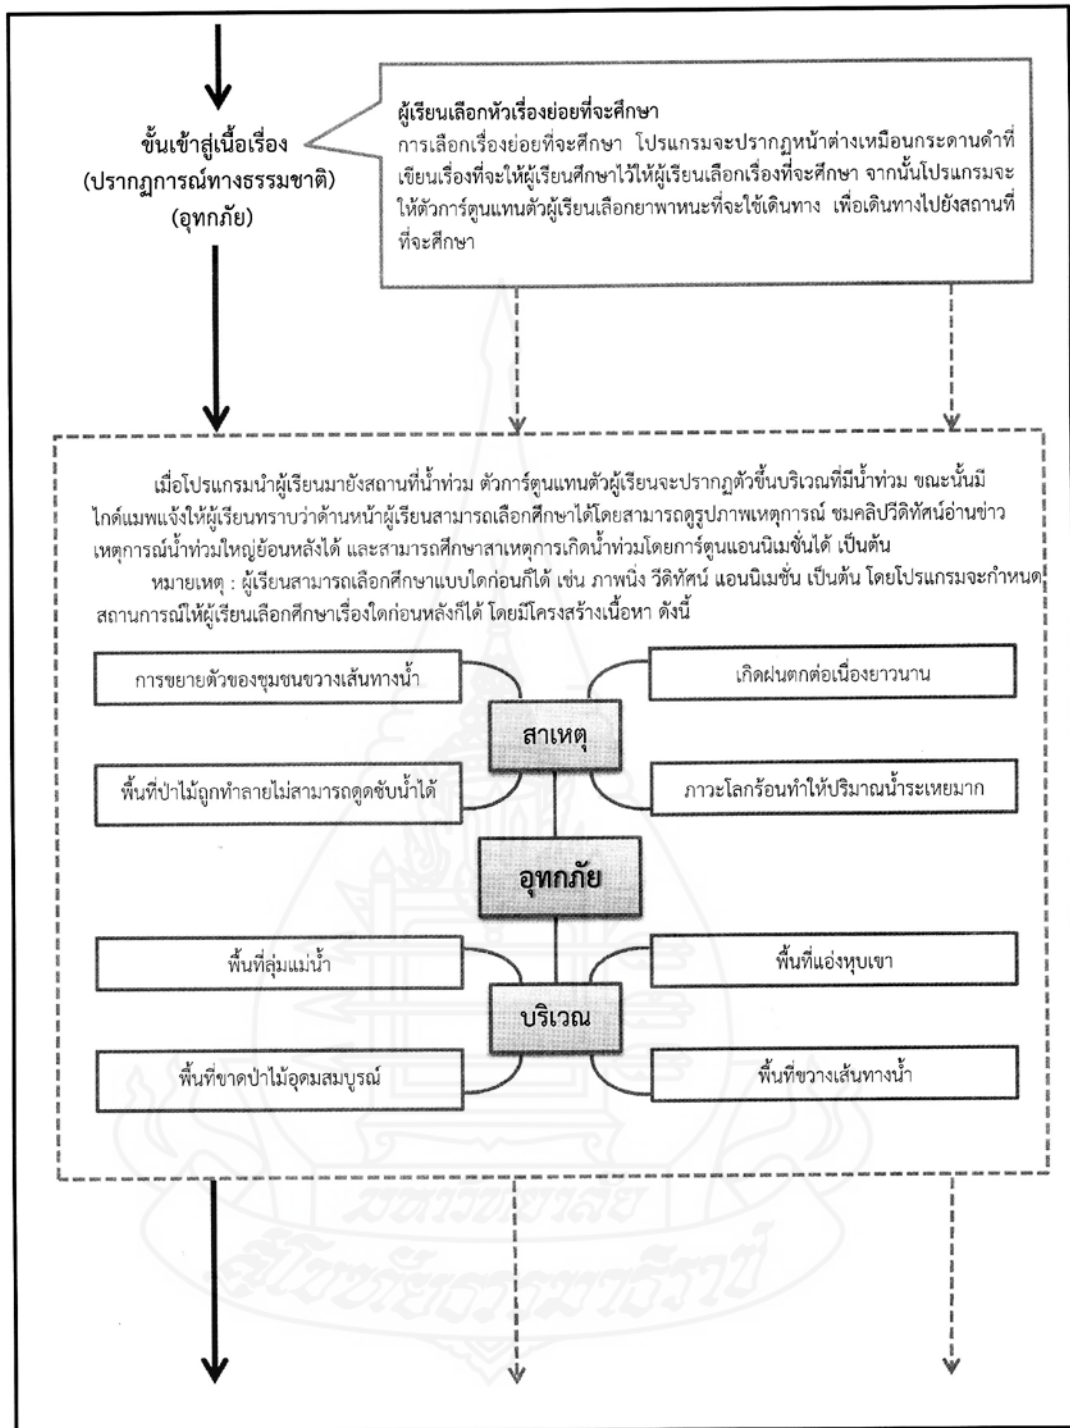 ขั้นเข้าสู่เนื้อเรื่อง
(ปรากฏการณ์ทางธรรมชาติ)
(อุทกภัย)
ผู้เรียนเลือกหัวเรื่องย่อยที่จะศึกษา
การเลือกเรื่องย่อยที่จะศึกษา โปรแกรมจะปรากฏหน้าต่างเหมือนกระดานดำที่
เขียนเรื่องที่จะให้ผู้เรียนศึกษาไว้ให้ผู้เรียนเลือกเรื่องที่จะศึกษา จากนั้นโปรแกรมจะ
ให้ตัวการ์ตูนแทนตัวผู้เรียนเลือกยาพาหนะที่จะใช้เดินทาง เพื่อเดินทางไปยังสถานที่
ที่จะศึกษา
เมื่อโปรแกรมนำผู้เรียนมายังสถานที่น้ำท่วม ตัวการ์ตูนแทนตัวผู้เรียนจะปรากฏตัวขึ้นบริเวณที่มีน้ำท่วม ขณะนั้นมี
ไกด์แมพแจ้งให้ผู้เรียนทราบว่าด้านหน้าผู้เรียนสามารถเลือกศึกษาได้โดยสามารถดูรูปภาพเหตุการณ์ ชมคลิปวีดิทัศน์อ่านข่าว
เหตุการณ์น้ำท่วมใหญ่ย้อนหลังได้ และสามารถศึกษาสาเหตุการเกิดน้ำท่วมโดยการ์ตูนแอนนิเมชั่นได้ เป็นต้น
หมายเหตุ : ผู้เรียนสามารถเลือกศึกษาแบบใดก่อนก็ได้ เช่น ภาพนิ่ง วีดิทัศน์ แอนนิเมชั่น เป็นต้น โดยโปรแกรมจะกำหนด
สถานการณ์ให้ผู้เรียนเลือกศึกษาเรื่องใดก่อนหลังก็ได้ โดยมีโครงสร้างเนื้อหา ดังนี้
การขยายตัวของชุมชนขวางเส้นทางน้ำ
เกิดฝนตกต่อเนื่องยาวนาน
สาเหตุ
พื้นที่ป่าไม้ถูกทำลายไม่สามารถดูดซับน้ำได้
ภาวะโลกร้อนทำให้ปริมาณน้ำระเหยมาก
อุทกภัย
พื้นที่ลุ่มแม่น้ำ
พื้นที่แอ่งหุบเขา
บริเวณ
พื้นที่ขาดป่าไม้อุดมสมบูรณ์
พื้นที่ขวางเส้นทางน้ำ
มหาวิทยาลัย
สุโขทัยธรรมาธิราช